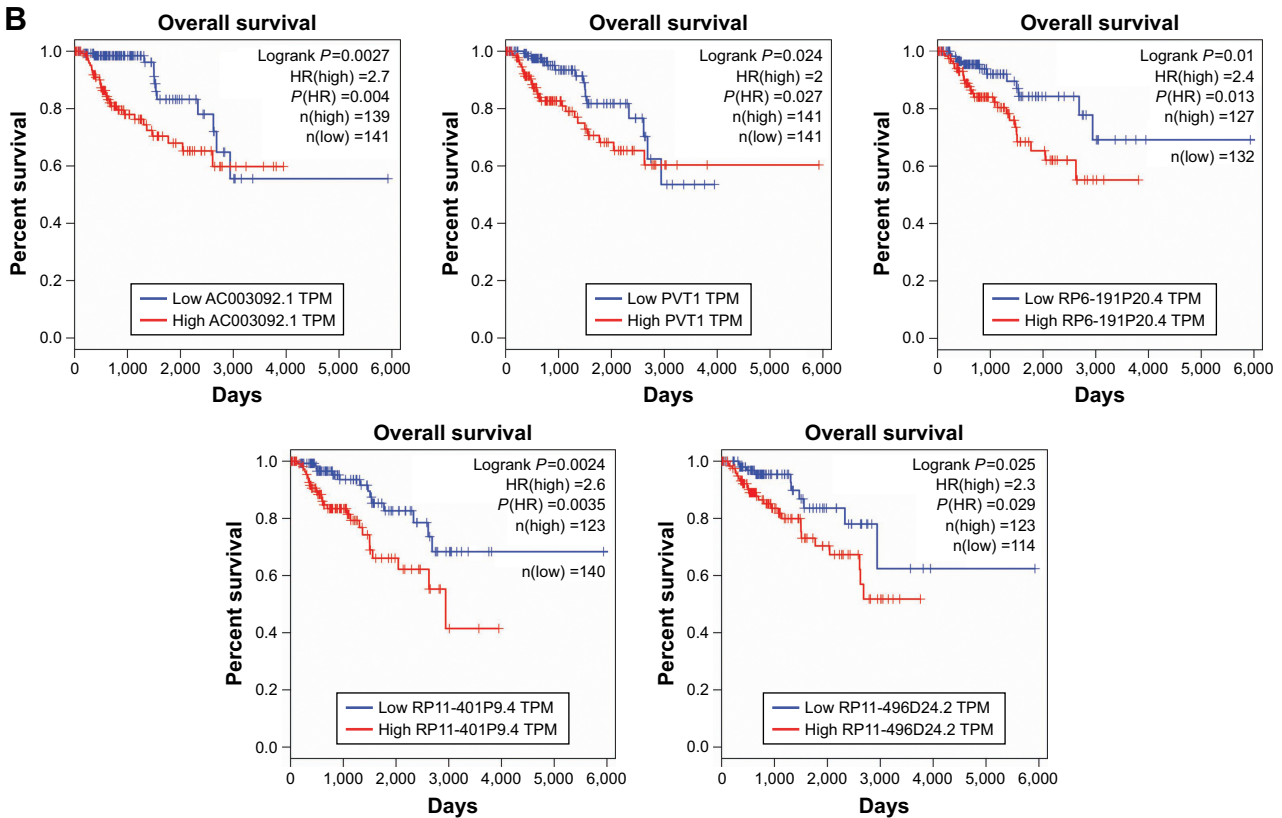 B
Overall survival
Percent survival
1.0
0.8
0.6
0.4
0.2
0.0
Logrank P=0.0027
HR(high) =2.7
P(HR) =0.004
n(high) =139
n(low) =141
Low AC003092.1 TPM
High AC003092.1 TPM
0 1,000 2,000 3,000 4,000 5,000 6,000
Days
Overall survival
Percent survival
1.0
0.8
0.6
0.4
0.2
0.0
Logrank P=0.024
HR(high) =2
P(HR) =0.027
n(high) =141
n(low) =141
Low PVT1 TPM
High PVT1 TPM
0 1,000 2,000 3,000 4,000 5,000 6,000
Days
Overall survival
Percent survival
1.0
0.8
0.6
0.4
0.2
0.0
Logrank P=0.01
HR(high) =2.4
P(HR) =0.013
n(high) =127
n(low) =132
Low RP6-191P20.4 TPM
High RP6-191P20.4 TPM
0 1,000 2,000 3,000 4,000 5,000 6,000
Days
Overall survival
Percent survival
1.0
0.8
0.6
0.4
0.2
0.0
Logrank P=0.0024
HR(high) =2.6
P(HR) =0.0035
n(high) =123
n(low) =140
Low RP11-401P9.4 TPM
High RP11-401P9.4 TPM
0 1,000 2,000 3,000 4,000 5,000 6,000
Days
Overall survival
Percent survival
1.0
0.8
0.6
0.4
0.2
0.0
Logrank P=0.025
HR(high) =2.3
P(HR) =0.029
n(high) =123
n(low) =114
Low RP11-496D24.2 TPM
High RP11-496D24.2 TPM
0 1,000 2,000 3,000 4,000 5,000 6,000
Days